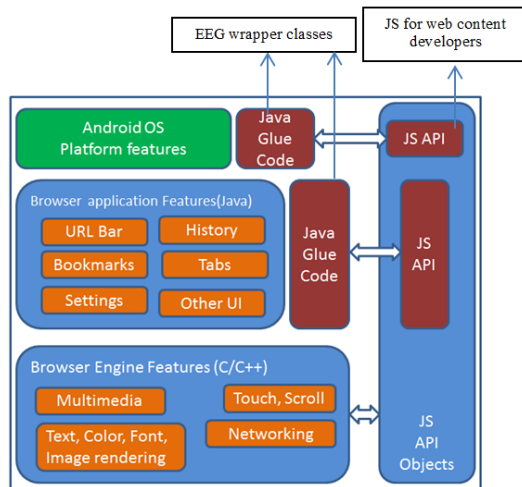 EEG wrapper classes
JS for web content
developers
Android OS
Platform features
Java
Glue
Code
JS API
Browser application Features(Java)
URL Bar
History
Bookmarks
Tabs
Settings
Other UI
Java
Glue
Code
JS
API
Browser Engine Features (C/C++)
Multimedia
Touch, Scroll
Text, Color, Font,
Image rendering
Networking
JS
API
Objects